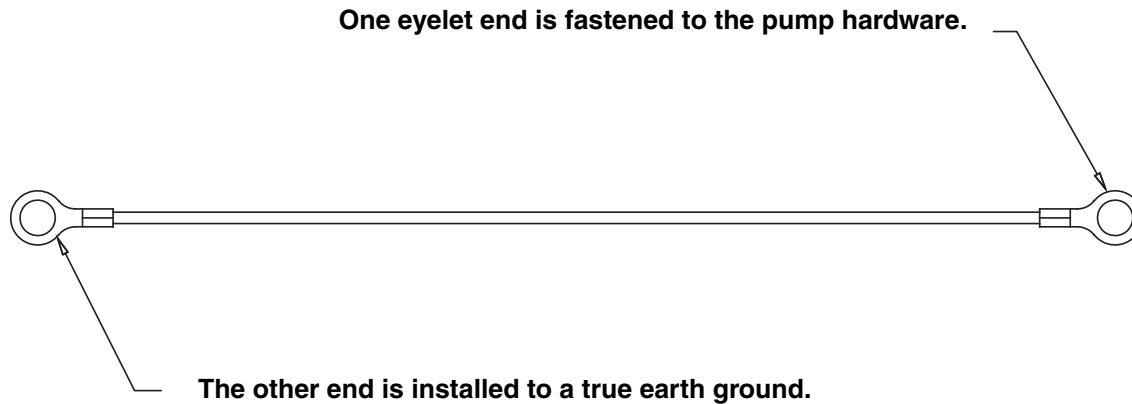 One eyelet end is fastened to the pump hardware.
The other end is installed to a true earth ground.